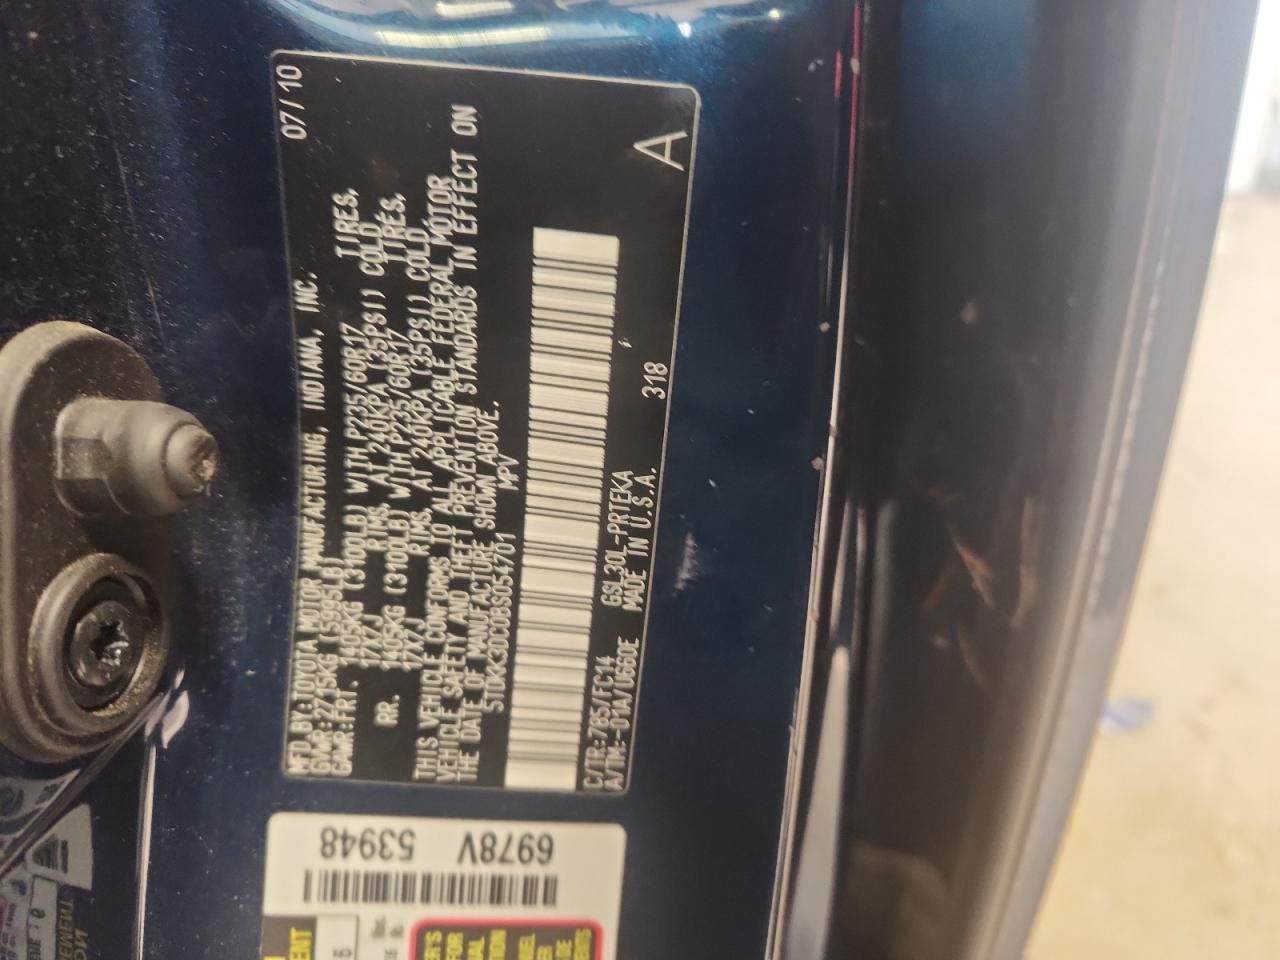 MFD.BY:TOYOTA MOTOR MANUFACTURING, INDIANA, INC. 07/10
GVWR:2715KG (5995LB)
GAWR:FRT. 1405KG (3100LB) WITH P235/60R17 TIRES,
17X7J RIMS, AT 240KPA (35PSI) COLD
RR. 1405KG (3100LB) WITH P235/60R17 TIRES,
17X7J RIMS, AT 240KPA (35PSI) COLD.
THIS VEHICLE CONFORMS TO ALL APPLICABLE FEDERAL MOTOR
VEHICLE SAFETY AND THEFT PREVENTION STANDARDS IN EFFECT ON
THE DATE OF MANUFACTURE SHOWN ABOVE.
5TDKK3DC0BS054701 MPV
C/TR:785/FC14 GSL30L-PRTEKA 318 A
A/TM:-01A/U660E MADE IN U.S.A.
6978V
53948